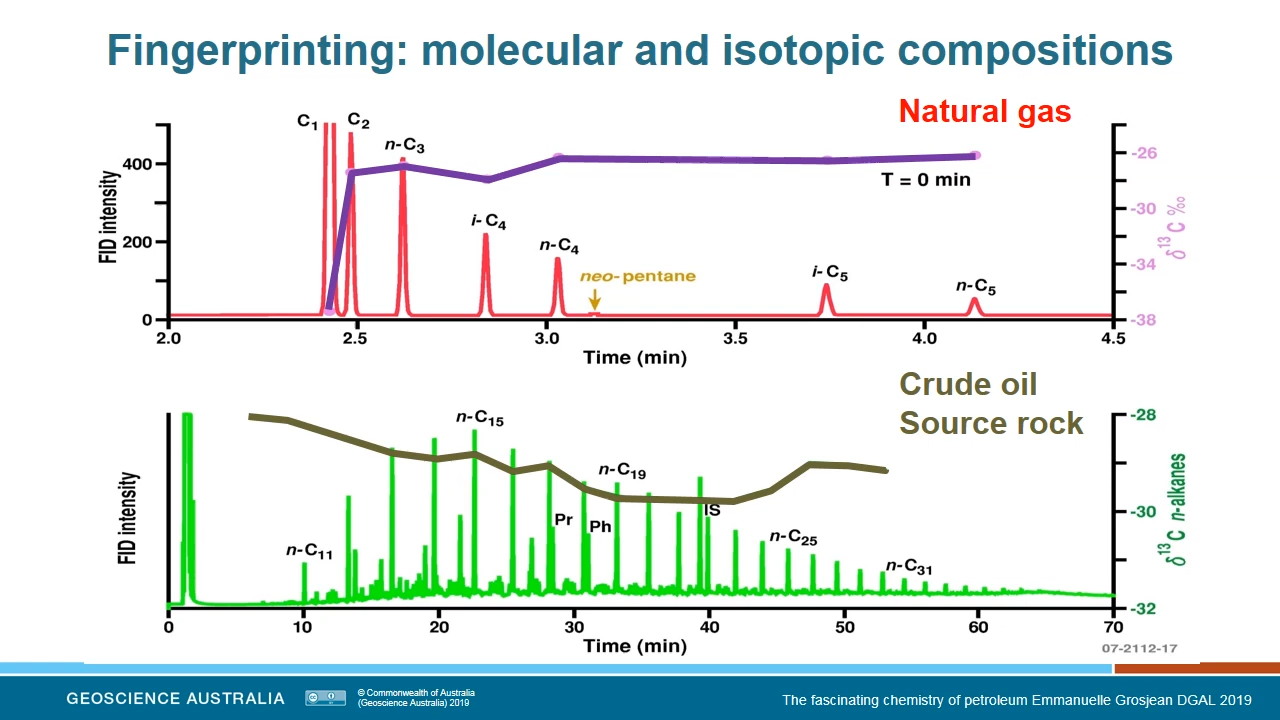 Fingerprinting: molecular and isotopic compositions
Natural gas
C1
C2
n-C3
i-C4
n-C4
neo-pentane
i-C5
n-C5
T = 0 min
FID intensity
400
200
0
-26
-30
-34
-38
δ13C ‰
2.0 2.5 3.0 3.5 4.0 4.5
Time (min)
Crude oil
Source rock
n-C15
n-C19
Pr
Ph
IS
n-C11
n-C25
n-C31
FID intensity
-28
-30
-32
δ13C n-alkanes
0 10 20 30 40 50 60 70
Time (min)
07-2112-17
GEOSCIENCE AUSTRALIA
cc
BY
© Commonwealth of Australia
(Geoscience Australia) 2019
The fascinating chemistry of petroleum Emmanuelle Grosjean DGAL 2019